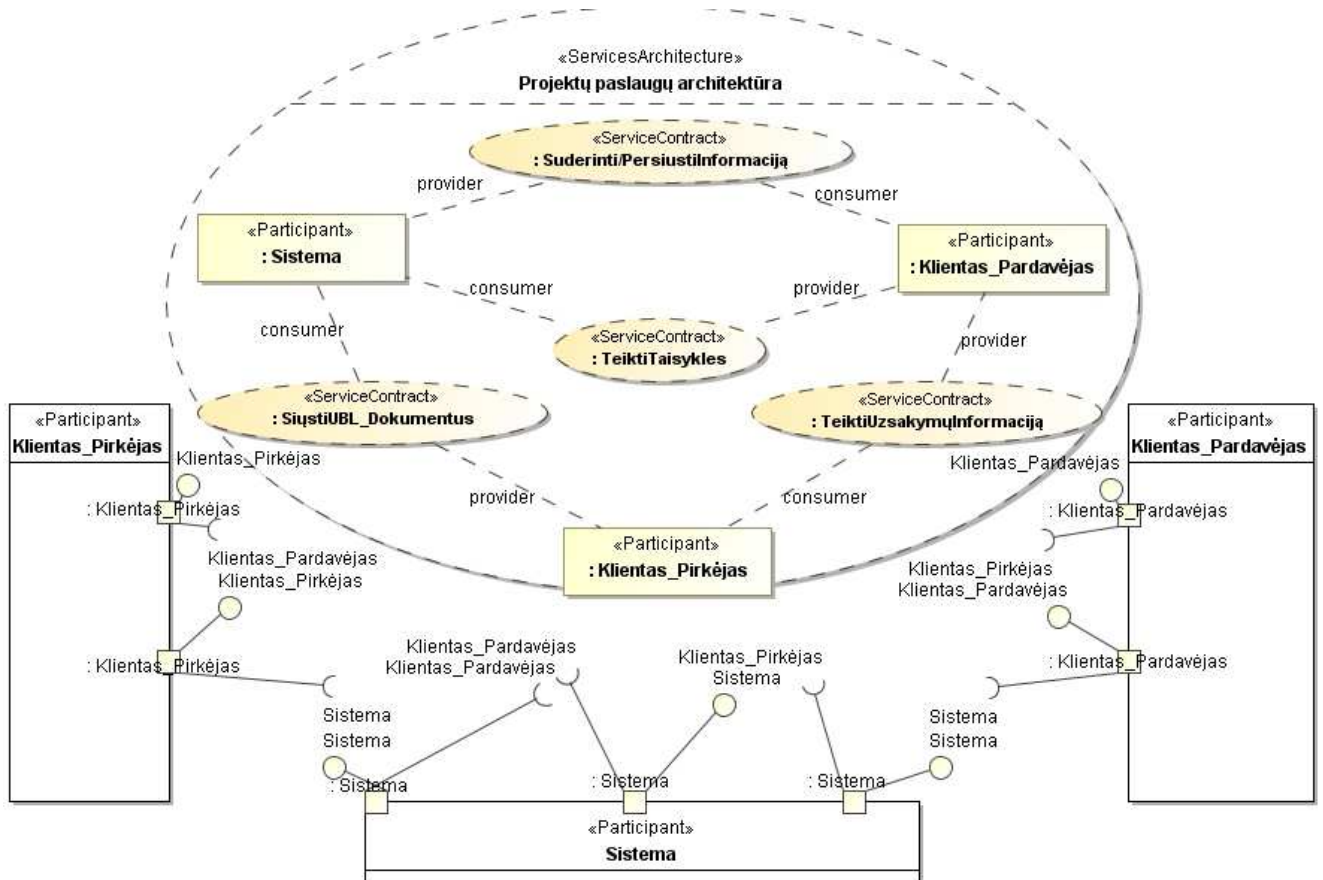 «ServicesArchitecture»
Projektų paslaugų architektūra
«ServiceContract»
: Suderinti/PersiustiInformaciją
provider
consumer
«Participant»
: Sistema
«Participant»
: Klientas_Pardavėjas
consumer
provider
consumer
provider
«ServiceContract»
: TeiktiTaisykles
«ServiceContract»
: SiųstiUBL_Dokumentus
«ServiceContract»
: TeiktiUzsakymųInformaciją
«Participant»
Klientas_Pirkėjas
«Participant»
Klientas_Pardavėjas
Klientas_Pirkėjas
Klientas_Pardavėjas
provider
consumer
: Klientas_Pirkėjas
: Klientas_Pardavėjas
«Participant»
: Klientas_Pirkėjas
Klientas_Pardavėjas
Klientas_Pirkėjas
Klientas_Pirkėjas
Klientas_Pardavėjas
: Klientas_Pirkėjas
Klientas_Pardavėjas
Klientas_Pardavėjas
Klientas_Pirkėjas
Sistema
: Klientas_Pardavėjas
Sistema
Sistema
Sistema
Sistema
: Sistema
: Sistema
: Sistema
«Participant»
Sistema